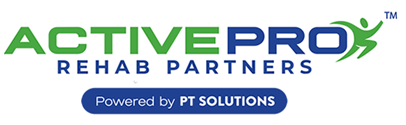 ACTIVEPRO™
REHAB PARTNERS
Powered by PT SOLUTIONS